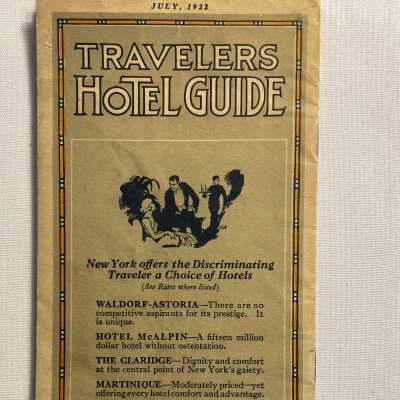 JULY, 1922
TRAVELERS
HOTEL GUIDE
New York offers the Discriminating
Traveler a Choice of Hotels
(See Rates where listed)
WALDORF-ASTORIA—There are no
competitive aspirants for its prestige. It
is unique.
HOTEL McALPIN—A fifteen million
dollar hotel without ostentation.
THE CLARIDGE—Dignity and comfort
at the central point of New York's gaiety.
MARTINIQUE—Moderately priced—yet
offering every hotel comfort and advantage.